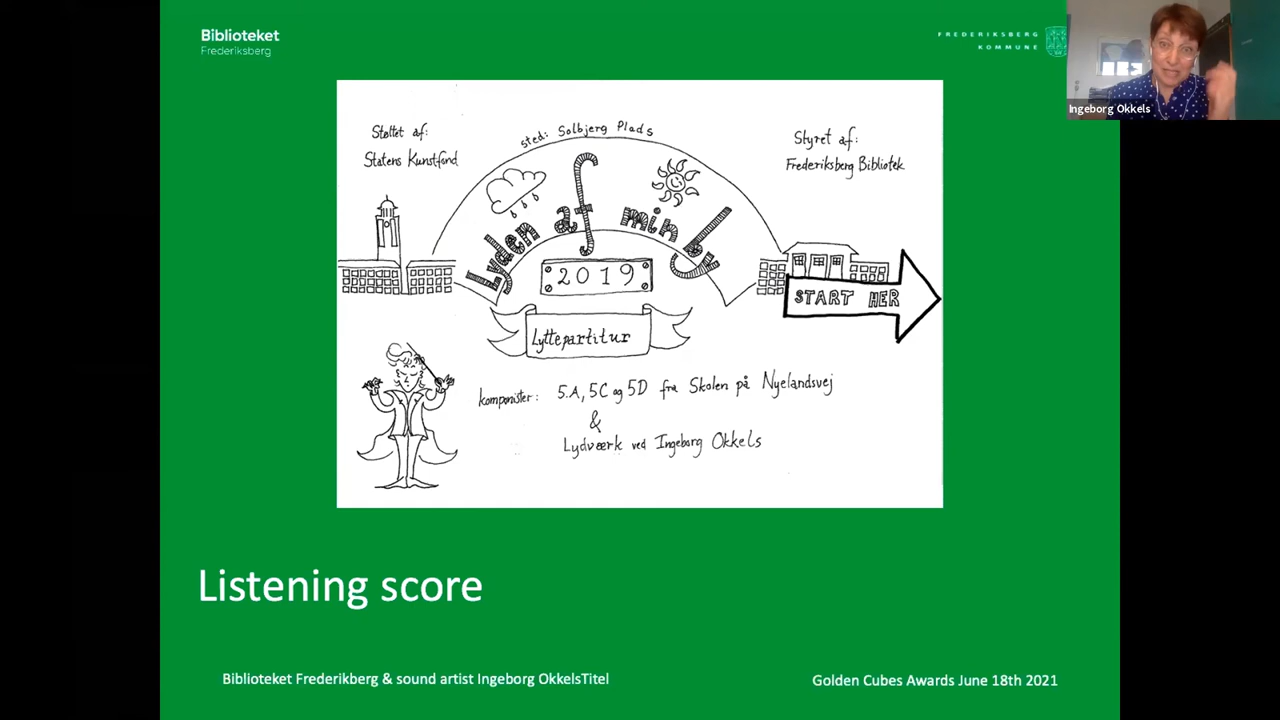 Biblioteket
Frederiksberg
FREDERIKSBERG
KOMMUNE
Ingeborg Okkels
Støttet af:
Statens Kunstfond
sted: Solbjerg Plads
Styret af:
Frederiksberg Bibliotek
Lyden af min by
2019
START HER
Lyttepartitur
komponister: 5.A, 5C og 5D fra Skolen på Nyelandsvej
&
Lydværk ved Ingeborg Okkels
Listening score
Biblioteket Frederikberg & sound artist Ingeborg OkkelsTitel
Golden Cubes Awards June 18th 2021